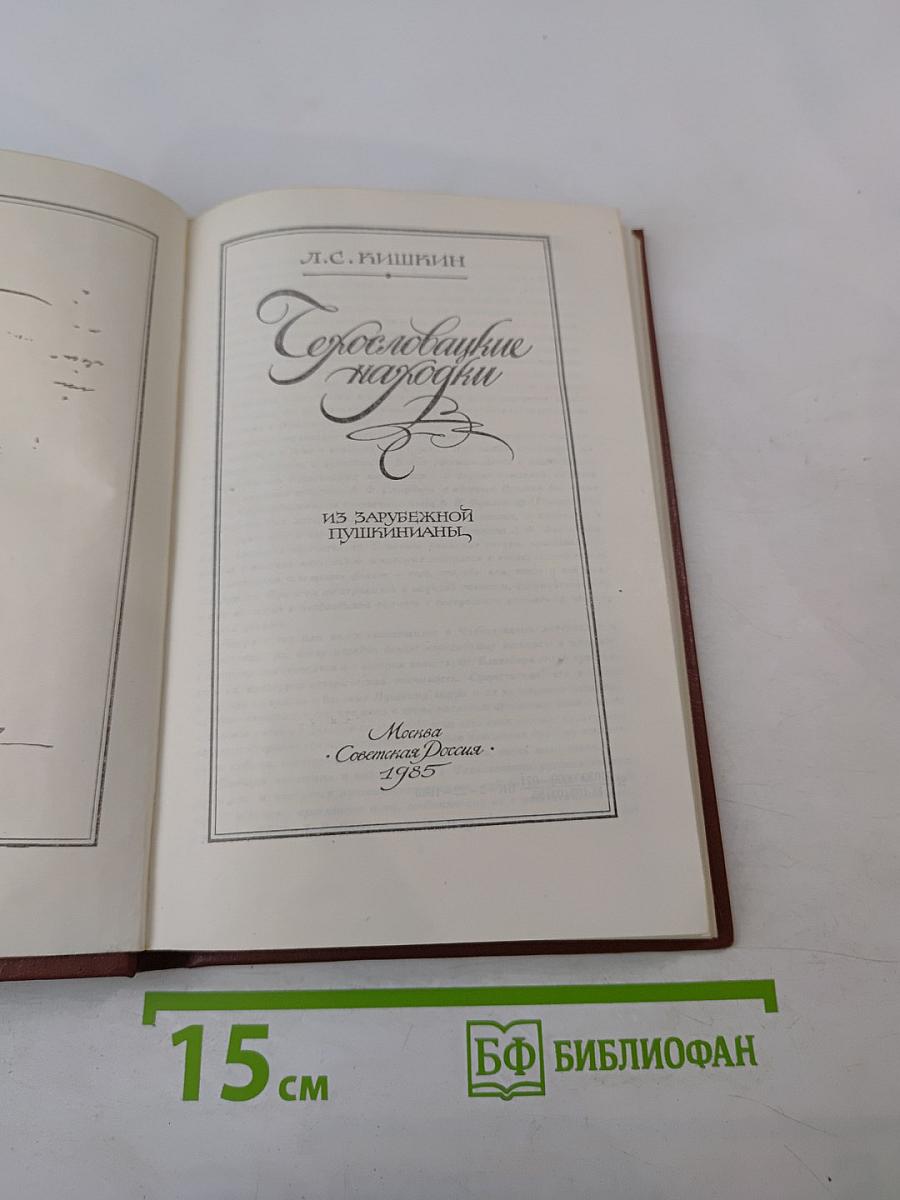 Л.С. КИШКИН
Чехословацкие
находки
ИЗ ЗАРУБЕЖНОЙ
ПУШКИНИАНЫ
Москва
· Советская Россия ·
1985
15 см
БФ БИБЛИОФАН